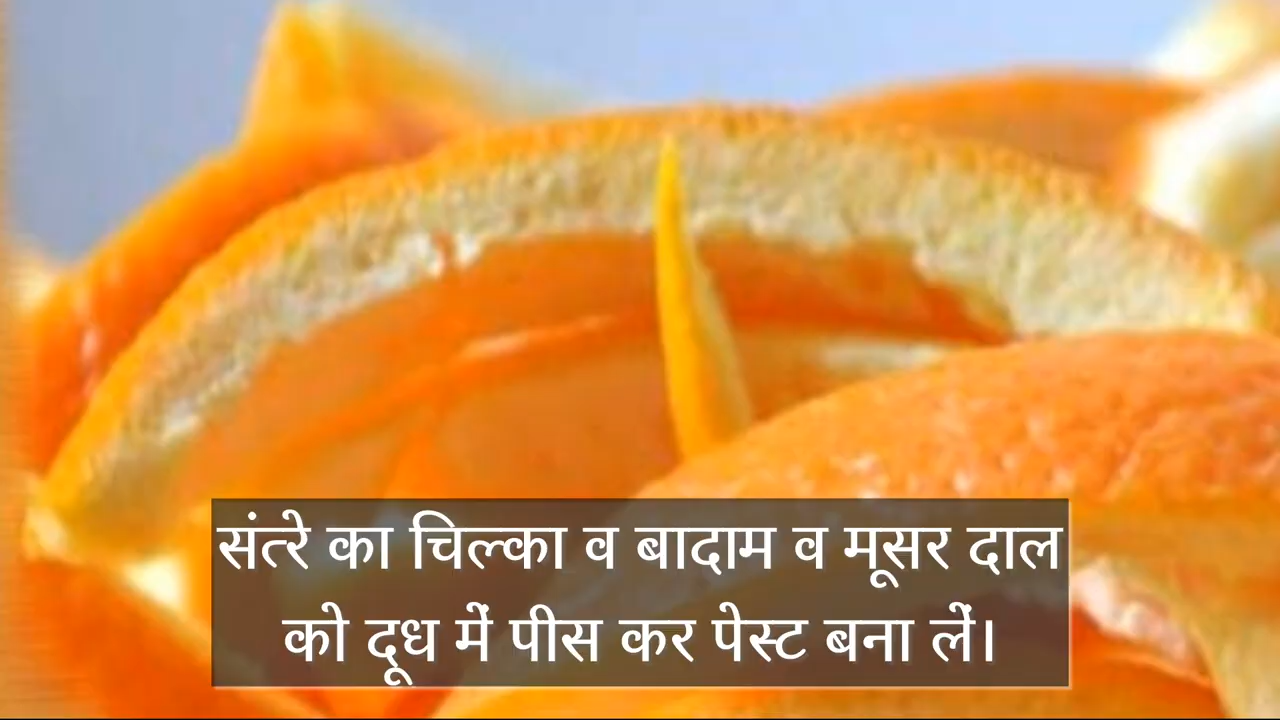 संत्रे का चिल्का व बादाम व मूसर दाल
को दूध में पीस कर पेस्ट बना लें।